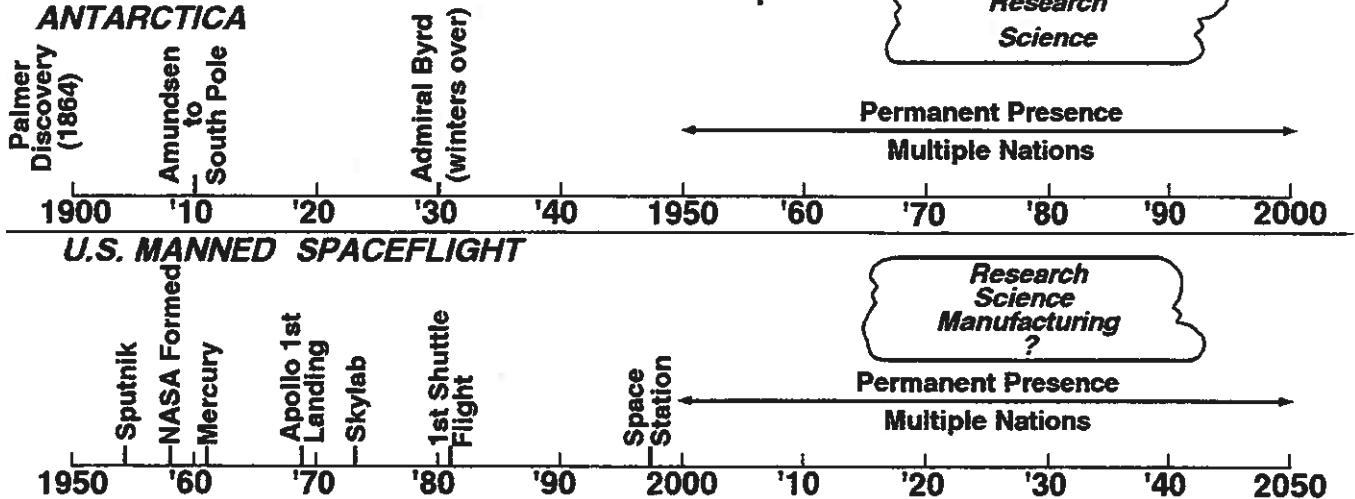 ANTARCTICA
Research
Science
Palmer
Discovery
(1864)
Amundsen
to
South Pole
Admiral Byrd
(winters over)
Permanent Presence
Multiple Nations
1900 '10 '20 '30 '40 1950 '60 '70 '80 '90 2000
U.S. MANNED SPACEFLIGHT
Research
Science
Manufacturing
?
Sputnik
NASA Formed
Mercury
Apollo 1st
Landing
Skylab
1st Shuttle
Flight
Space
Station
Permanent Presence
Multiple Nations
1950 '60 '70 '80 '90 2000 '10 '20 '30 '40 2050